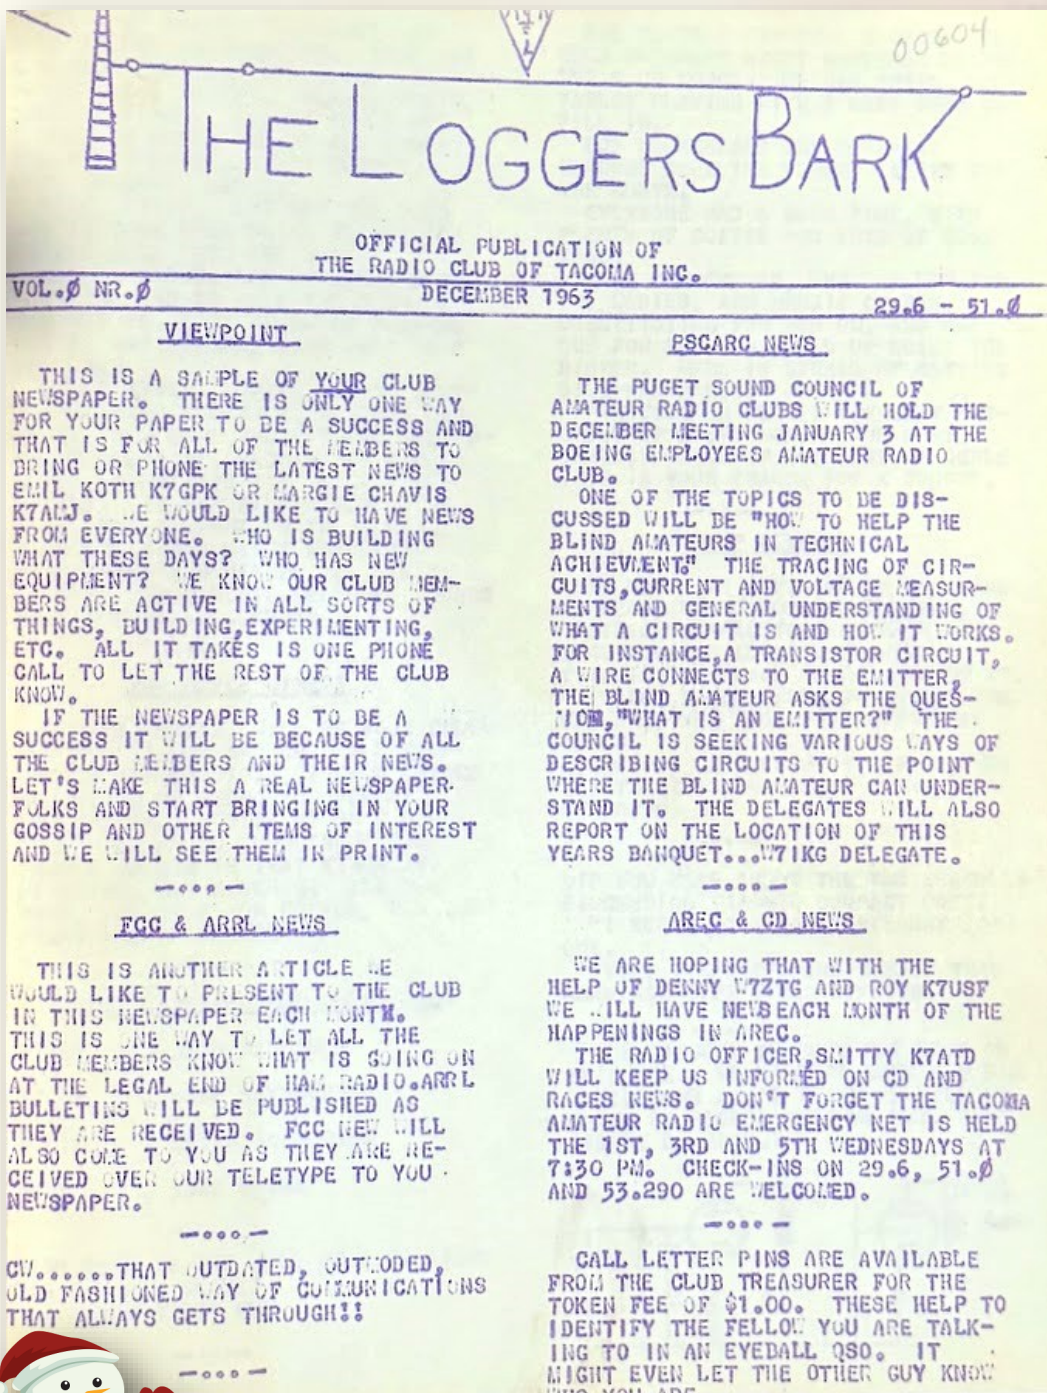 00604
THE LOGGERS BARK
OFFICIAL PUBLICATION OF
THE RADIO CLUB OF TACOMA INC.
VOL.Ø NR.Ø
DECEMBER 1963
29.6 - 51.Ø
VIEWPOINT
THIS IS A SAMPLE OF YOUR CLUB
NEWSPAPER. THERE IS ONLY ONE WAY
FOR YOUR PAPER TO BE A SUCCESS AND
THAT IS FOR ALL OF THE MEMBERS TO
BRING OR PHONE THE LATEST NEWS TO
EMIL KOTH K7GPK OR MARGIE CHAVIS
K7AMJ. WE WOULD LIKE TO HAVE NEWS
FROM EVERYONE. WHO IS BUILDING
WHAT THESE DAYS? WHO HAS NEW
EQUIPMENT? WE KNOW OUR CLUB MEM-
BERS ARE ACTIVE IN ALL SORTS OF
THINGS, BUILDING,EXPERIMENTING,
ETC. ALL IT TAKES IS ONE PHONE
CALL TO LET THE REST OF THE CLUB
KNOW.
IF THE NEWSPAPER IS TO BE A
SUCCESS IT WILL BE BECAUSE OF ALL
THE CLUB MEMBERS AND THEIR NEWS.
LET'S MAKE THIS A REAL NEWSPAPER
FOLKS AND START BRINGING IN YOUR
GOSSIP AND OTHER ITEMS OF INTEREST
AND WE WILL SEE THEM IN PRINT.
FCC & ARRL NEWS
THIS IS ANOTHER ARTICLE WE
WOULD LIKE TO PRESENT TO THE CLUB
IN THIS NEWSPAPER EACH MONTH.
THIS IS ONE WAY TO LET ALL THE
CLUB MEMBERS KNOW WHAT IS GOING ON
AT THE LEGAL END OF HAM RADIO.ARRL
BULLETINS WILL BE PUBLISHED AS
THEY ARE RECEIVED. FCC NEW WILL
ALSO COME TO YOU AS THEY ARE RE-
CEIVED OVER OUR TELETYPE TO YOU
NEWSPAPER.
CW.......THAT OUTDATED, OUTMODED,
OLD FASHIONED WAY OF COMMUNICATIONS
THAT ALWAYS GETS THROUGH!!
PSCARC NEWS
THE PUGET SOUND COUNCIL OF
AMATEUR RADIO CLUBS WILL HOLD THE
DECEMBER MEETING JANUARY 3 AT THE
BOEING EMPLOYEES AMATEUR RADIO
CLUB.
ONE OF THE TOPICS TO BE DIS-
CUSSED WILL BE "HOW TO HELP THE
BLIND AMATEURS IN TECHNICAL
ACHIEVMENT." THE TRACING OF CIR-
CUITS,CURRENT AND VOLTAGE MEASUR-
MENTS AND GENERAL UNDERSTANDING OF
WHAT A CIRCUIT IS AND HOW IT WORKS.
FOR INSTANCE,A TRANSISTOR CIRCUIT,
A WIRE CONNECTS TO THE EMITTER,
THE BLIND AMATEUR ASKS THE QUES-
TION,"WHAT IS AN EMITTER?" THE
COUNCIL IS SEEKING VARIOUS WAYS OF
DESCRIBING CIRCUITS TO THE POINT
WHERE THE BLIND AMATEUR CAN UNDER-
STAND IT. THE DELEGATES WILL ALSO
REPORT ON THE LOCATION OF THIS
YEARS BANQUET...W7IKG DELEGATE.
AREC & CD NEWS
WE ARE HOPING THAT WITH THE
HELP OF DENNY W7ZTG AND ROY K7USF
WE WILL HAVE NEWS EACH MONTH OF THE
HAPPENINGS IN AREC.
THE RADIO OFFICER,SMITTY K7ATD
WILL KEEP US INFORMED ON CD AND
RACES NEWS. DON'T FORGET THE TACOMA
AMATEUR RADIO EMERGENCY NET IS HELD
THE 1ST, 3RD AND 5TH WEDNESDAYS AT
7:30 PM. CHECK-INS ON 29.6, 51.Ø
AND 53.290 ARE WELCOMED.
CALL LETTER PINS ARE AVAILABLE
FROM THE CLUB TREASURER FOR THE
TOKEN FEE OF $1.00. THESE HELP TO
IDENTIFY THE FELLOW YOU ARE TALK-
ING TO IN AN EYEBALL QSO. IT
MIGHT EVEN LET THE OTHER GUY KNOW
WHO YOU ARE